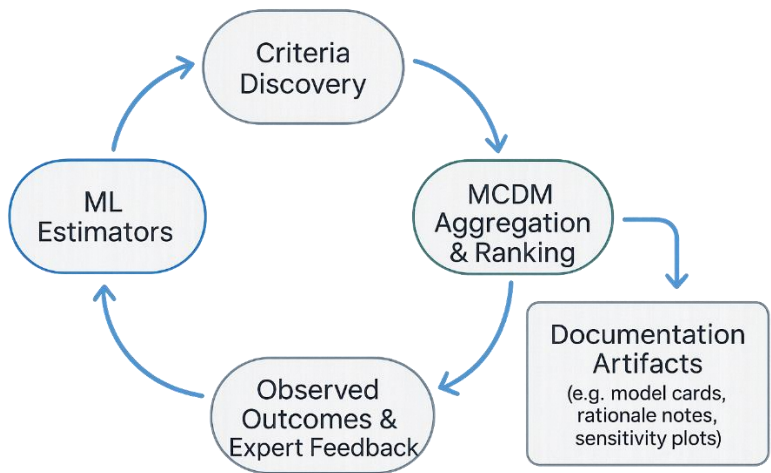 Criteria
Discovery
ML
Estimators
MCDM
Aggregation
& Ranking
Observed
Outcomes &
Expert Feedback
Documentation
Artifacts
(e.g. model cards,
rationale notes,
sensitivity plots)